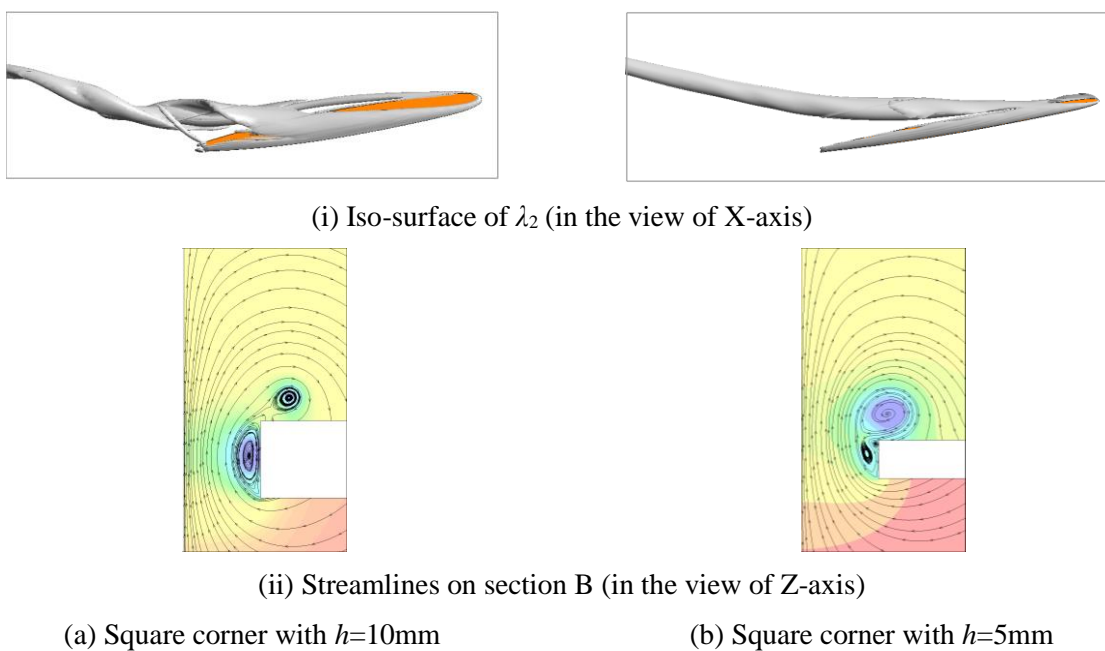 (i) Iso-surface of λ₂ (in the view of X-axis)
(ii) Streamlines on section B (in the view of Z-axis)
(a) Square corner with h=10mm
(b) Square corner with h=5mm